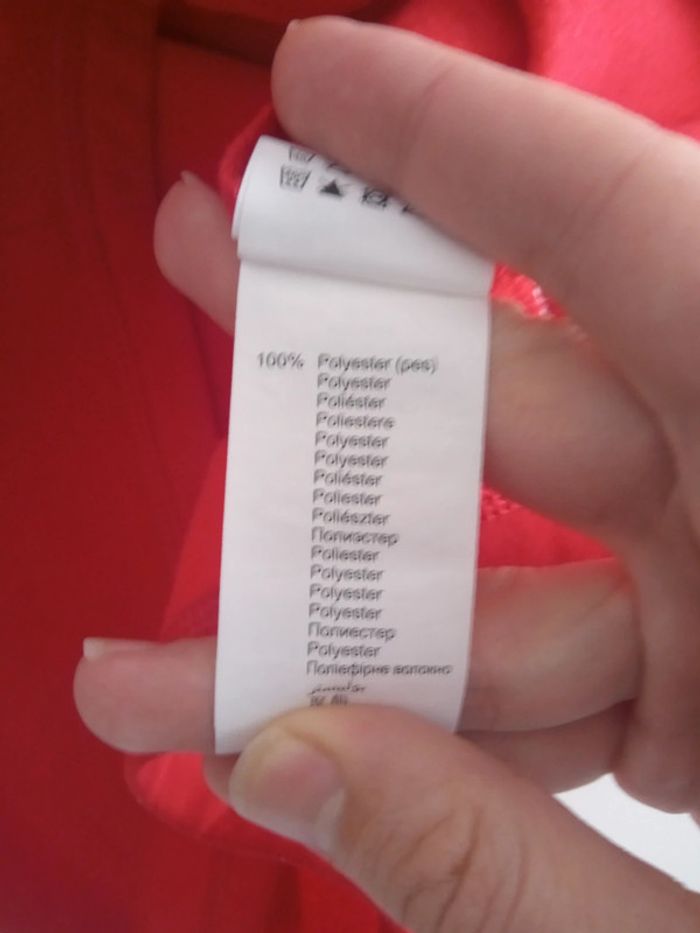 100% Polyester (pes)
Polyester
Poliéster
Poliestere
Polyester
Polyester
Poliéster
Poliester
Poliészter
Полиэстер
Poliester
Polyester
Polyester
Polyester
Полиестер
Polyester
Поліефірне волокно
بوليستر